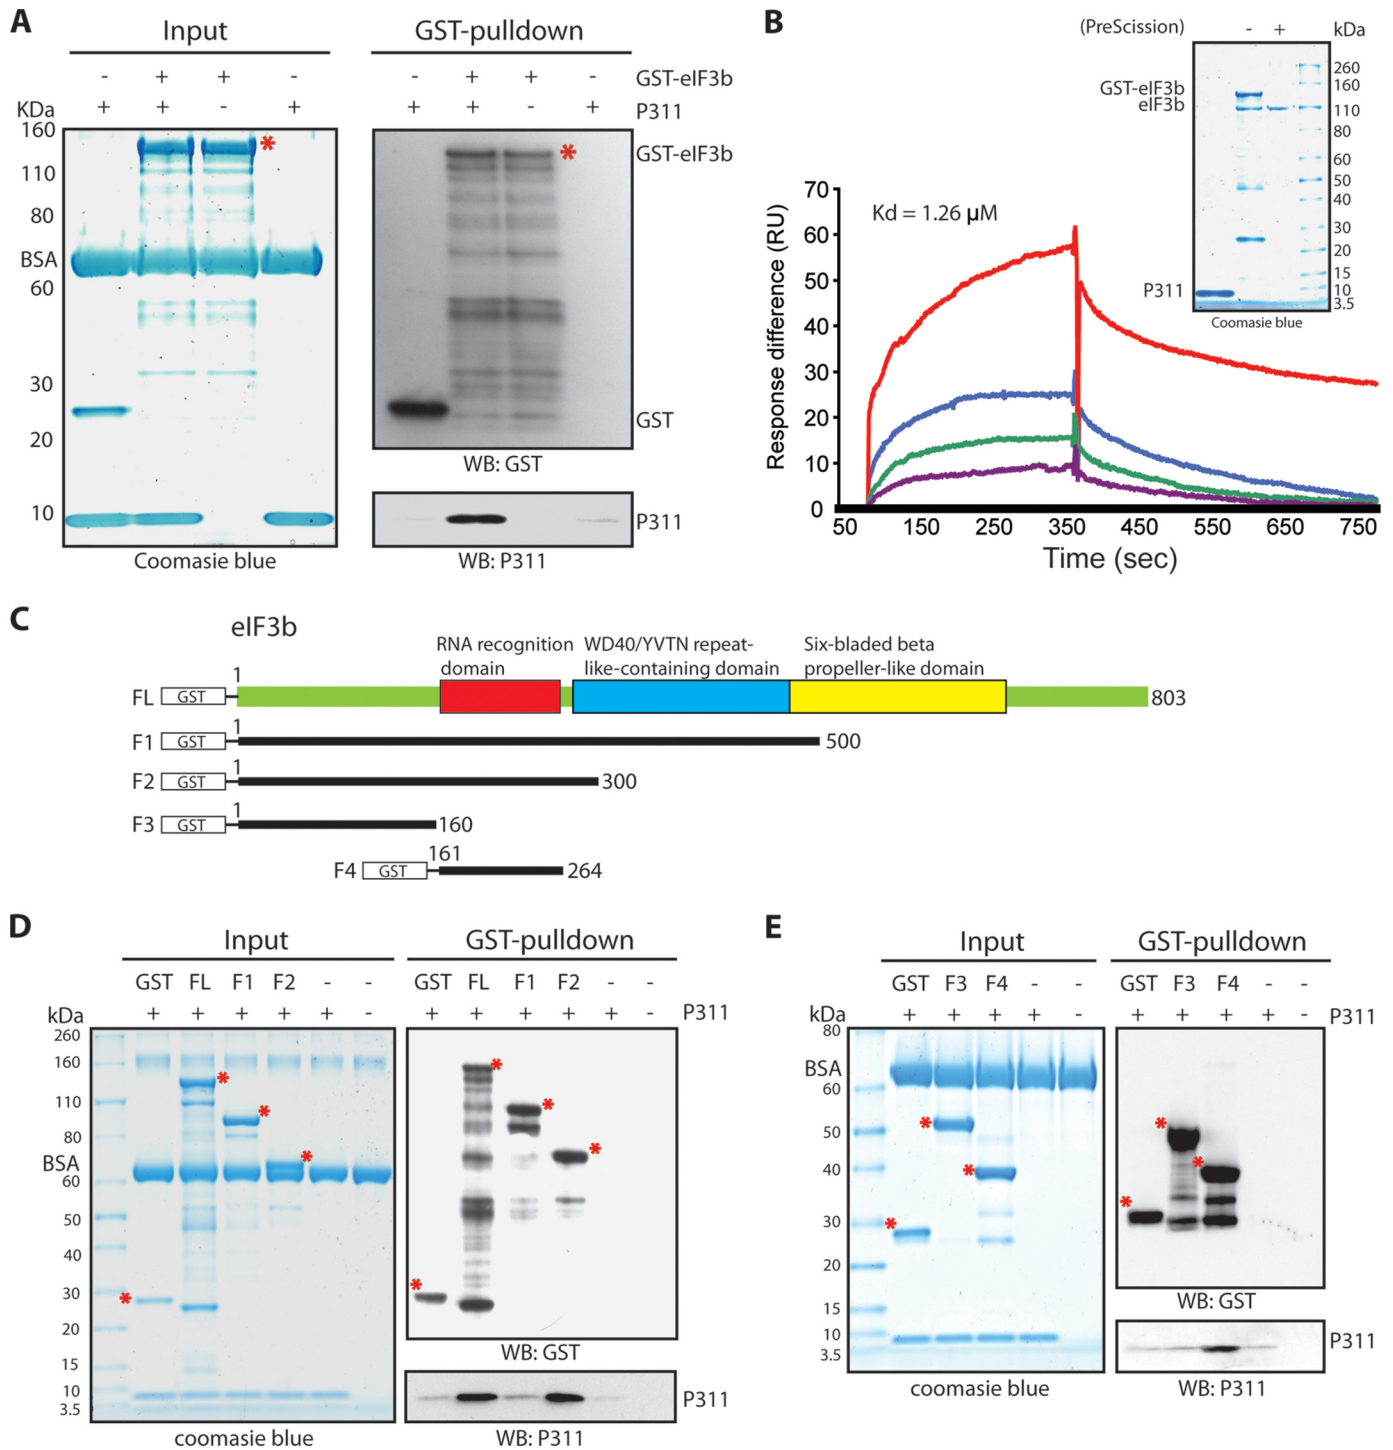 A
Input
GST-pulldown
- + + - - + + - GST-eIF3b
KDa + + - + + + - + P311
160
110
80
BSA
60
30
20
10
*
*
GST-eIF3b
GST
WB: GST
P311
Coomasie blue
WB: P311
B
(PreScission) - + kDa
GST-eIF3b
eIF3b
P311
260
160
110
80
60
50
40
30
20
15
10
3.5
Coomasie blue
Kd = 1.26 µM
Response difference (RU)
70
60
50
40
30
20
10
0
50 150 250 350 450 550 650 750
Time (sec)
C
eIF3b
RNA recognition domain
WD40/YVTN repeat-like-containing domain
Six-bladed beta propeller-like domain
FL GST 1 803
F1 GST 1 500
F2 GST 1 300
F3 GST 1 160
F4 GST 161 264
D
Input
GST-pulldown
GST FL F1 F2 - - GST FL F1 F2 - -
kDa + + + + + - + + + + + - P311
260
160
110
80
BSA
60
50
40
30
20
15
10
3.5
* * * *
* * * *
WB: GST
P311
coomasie blue
WB: P311
E
Input
GST-pulldown
GST F3 F4 - - GST F3 F4 - -
kDa + + + + - + + + + - P311
80
BSA
60
50
40
30
20
15
10
3.5
* * *
* * *
WB: GST
P311
coomasie blue
WB: P311